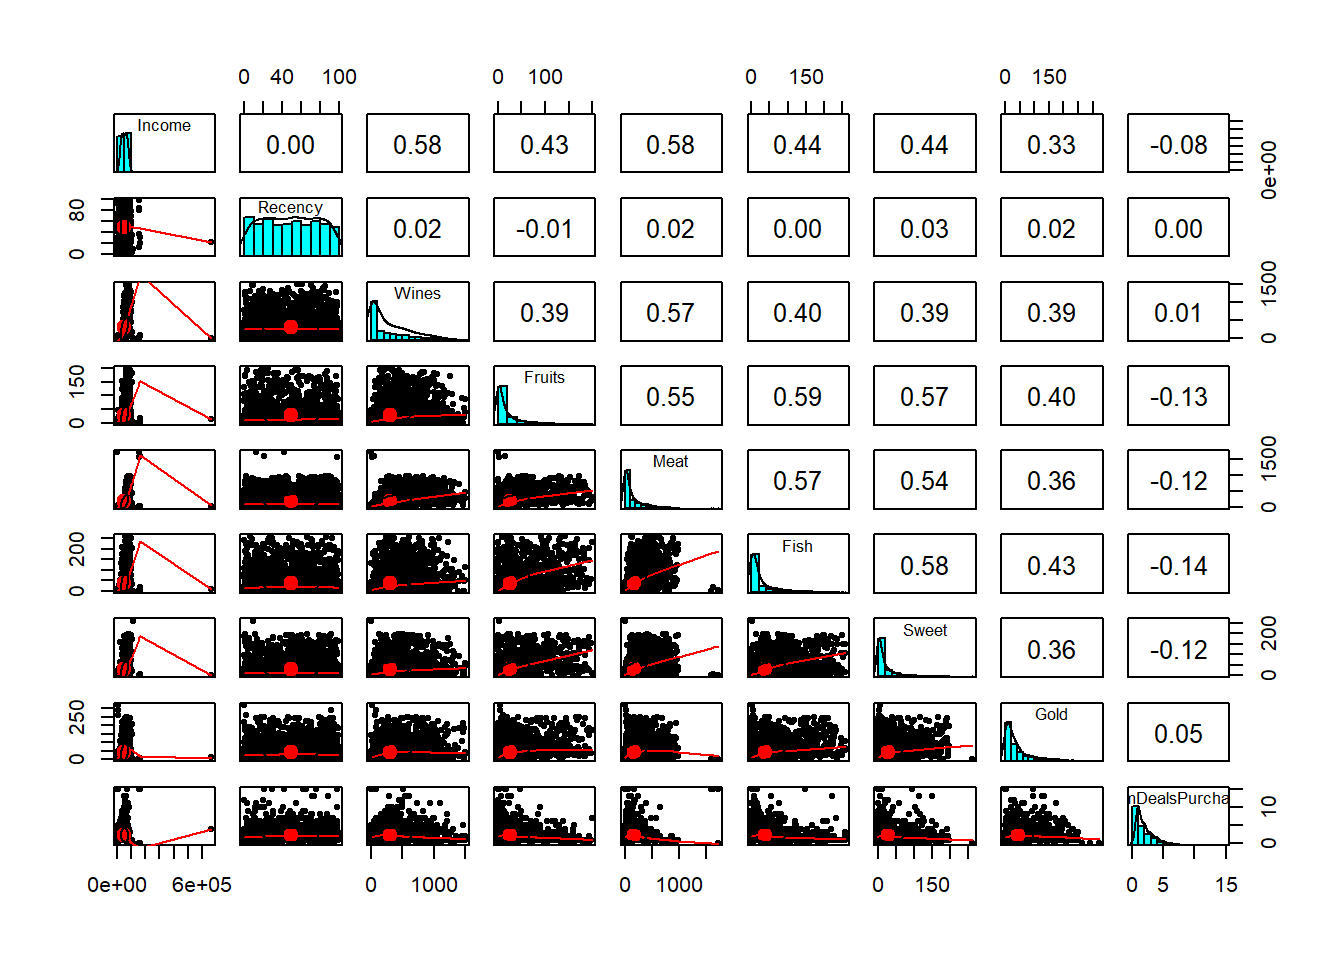 0 40 100 0 100 0 150 0 150
Income 0.00 0.58 0.43 0.58 0.44 0.44 0.33 -0.08 0e+00
0 80 Recency 0.02 -0.01 0.02 0.00 0.03 0.02 0.00
Wines 0.39 0.57 0.40 0.39 0.39 0.01 0 1500
0 150 Fruits 0.55 0.59 0.57 0.40 -0.13
Meat 0.57 0.54 0.36 -0.12 0 1500
0 200 Fish 0.58 0.43 -0.14
Sweet 0.36 -0.12 0 200
0 250 Gold 0.05
nDealsPurcha 0 10
0e+00 6e+05 0 1000 0 1000 0 150 0 5 15